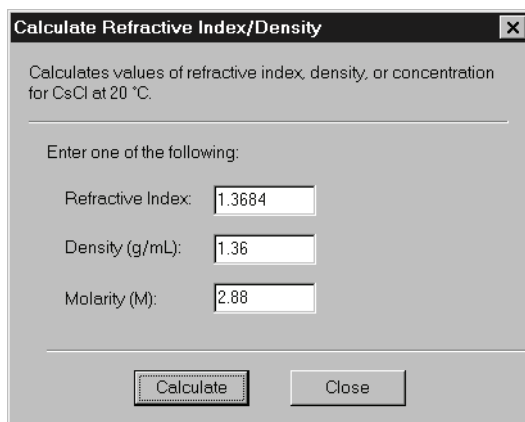 Calculate Refractive Index/Density
Calculates values of refractive index, density, or concentration
for CsCl at 20 °C.
Enter one of the following:
Refractive Index: 1.3684
Density (g/mL): 1.36
Molarity (M): 2.88
Calculate Close